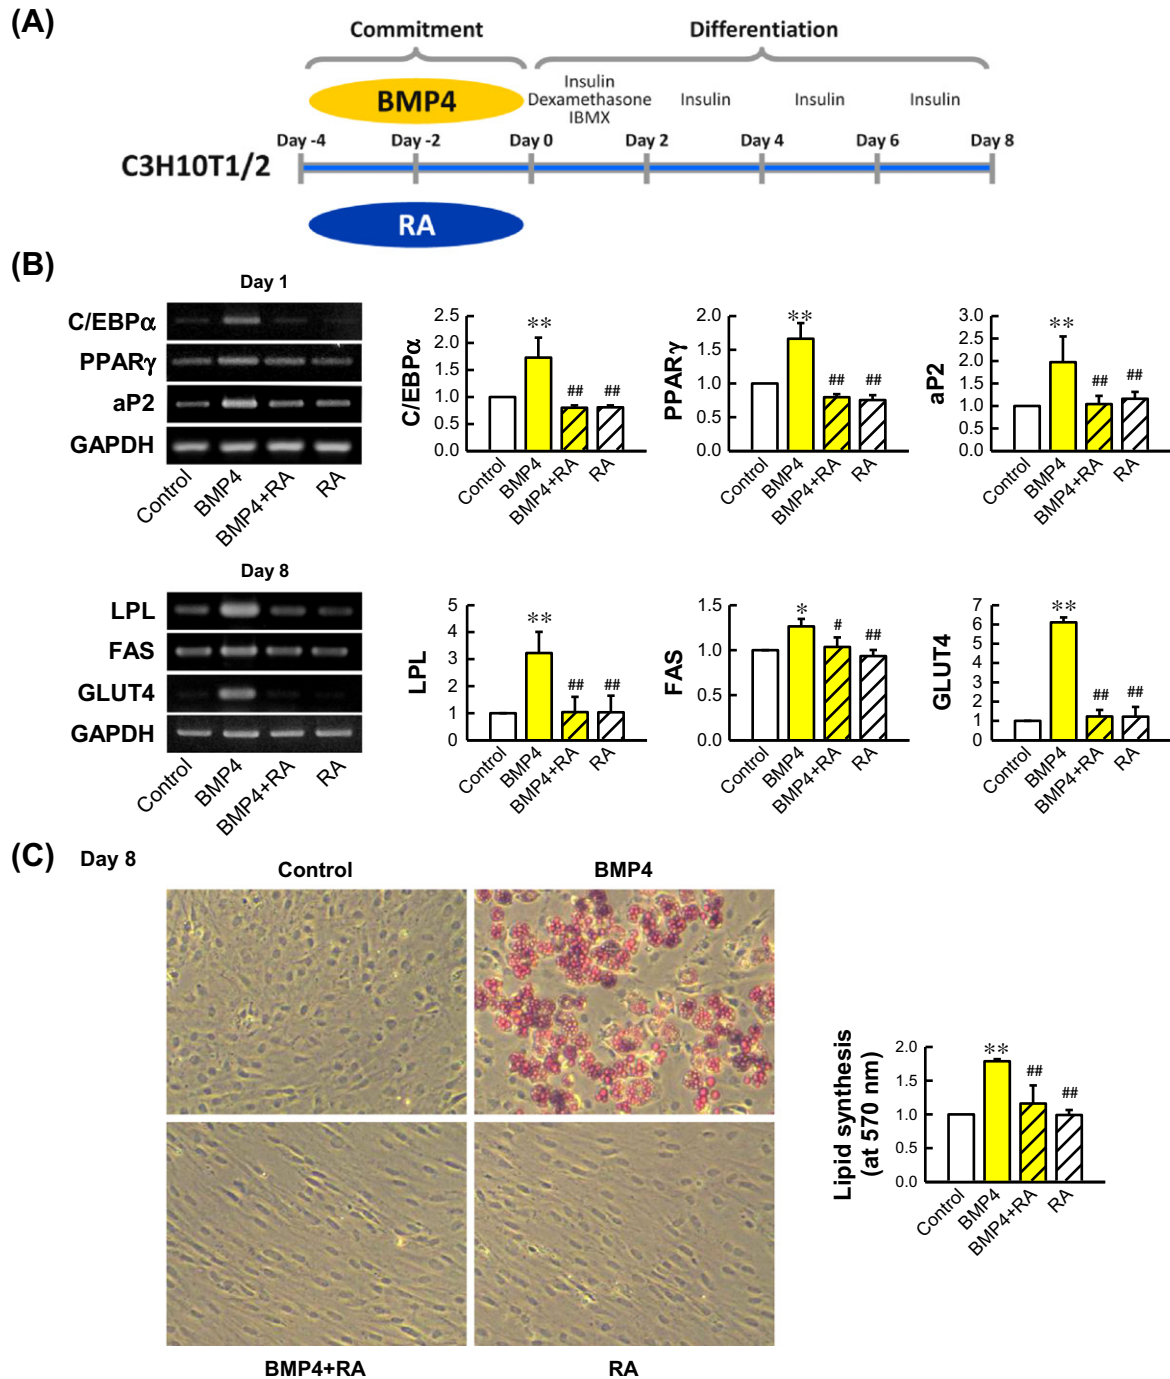 (A)
Commitment
Differentiation
BMP4
Insulin
Dexamethasone
IBMX
Insulin
Insulin
Insulin
Day -4
Day -2
Day 0
Day 2
Day 4
Day 6
Day 8
C3H10T1/2
RA
(B)
Day 1
C/EBPα
PPARγ
aP2
GAPDH
Control
BMP4
BMP4+RA
RA
C/EBPα
2.5
2.0
1.5
1.0
0.5
0.0
**
##
##
Control
BMP4
BMP4+RA
RA
PPARγ
2.0
1.5
1.0
0.5
0.0
**
##
##
Control
BMP4
BMP4+RA
RA
aP2
3.0
2.5
2.0
1.5
1.0
0.5
0.0
**
##
##
Control
BMP4
BMP4+RA
RA
Day 8
LPL
FAS
GLUT4
GAPDH
Control
BMP4
BMP4+RA
RA
LPL
5
4
3
2
1
0
**
##
##
Control
BMP4
BMP4+RA
RA
FAS
1.5
1.0
0.5
0.0
*
#
##
Control
BMP4
BMP4+RA
RA
GLUT4
7
6
5
4
3
2
1
0
**
##
##
Control
BMP4
BMP4+RA
RA
(C)
Day 8
Control
BMP4
BMP4+RA
RA
Lipid synthesis
(at 570 nm)
2.0
1.5
1.0
0.5
0.0
**
##
##
Control
BMP4
BMP4+RA
RA